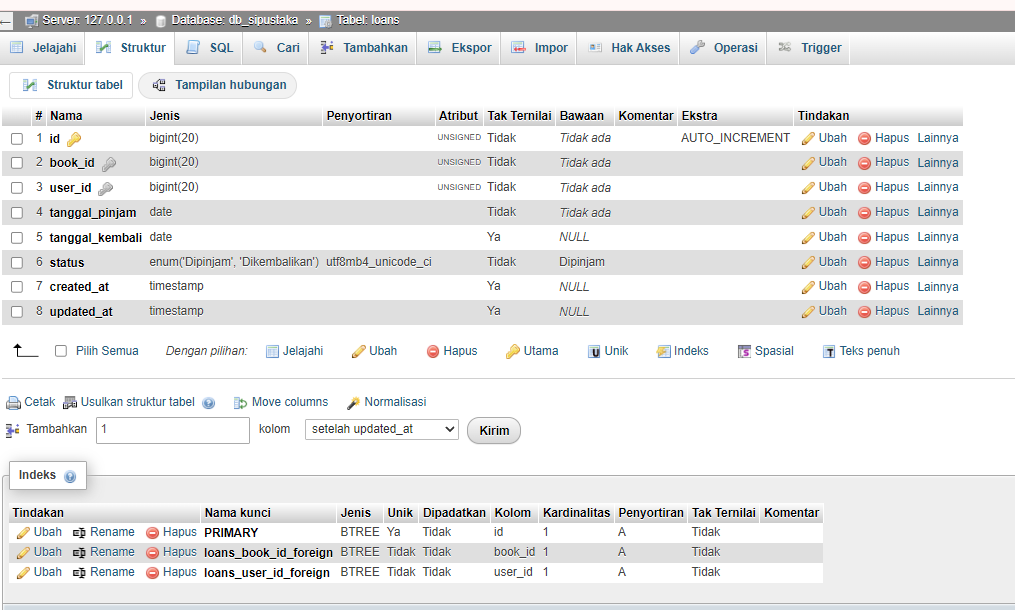 Server: 127.0.0.1 » Database: db_sipustaka » Tabel: loans
Jelajahi Struktur SQL Cari Tambahkan Ekspor Impor Hak Akses Operasi Trigger
Struktur tabel Tampilan hubungan
# Nama Jenis Penyortiran Atribut Tak Ternilai Bawaan Komentar Ekstra Tindakan
1 id bigint(20) UNSIGNED Tidak Tidak ada AUTO_INCREMENT Ubah Hapus Lainnya
2 book_id bigint(20) UNSIGNED Tidak Tidak ada Ubah Hapus Lainnya
3 user_id bigint(20) UNSIGNED Tidak Tidak ada Ubah Hapus Lainnya
4 tanggal_pinjam date Tidak Tidak ada Ubah Hapus Lainnya
5 tanggal_kembali date Ya NULL Ubah Hapus Lainnya
6 status enum('Dipinjam', 'Dikembalikan') utf8mb4_unicode_ci Tidak Dipinjam Ubah Hapus Lainnya
7 created_at timestamp Ya NULL Ubah Hapus Lainnya
8 updated_at timestamp Ya NULL Ubah Hapus Lainnya
Pilih Semua Dengan pilihan: Jelajahi Ubah Hapus Utama Unik Indeks Spasial Teks penuh
Cetak Usulkan struktur tabel Move columns Normalisasi
Tambahkan 1 kolom setelah updated_at Kirim
Indeks
Tindakan Nama kunci Jenis Unik Dipadatkan Kolom Kardinalitas Penyortiran Tak Ternilai Komentar
Ubah Rename Hapus PRIMARY BTREE Ya Tidak id 1 A Tidak
Ubah Rename Hapus loans_book_id_foreign BTREE Tidak Tidak book_id 1 A Tidak
Ubah Rename Hapus loans_user_id_foreign BTREE Tidak Tidak user_id 1 A Tidak